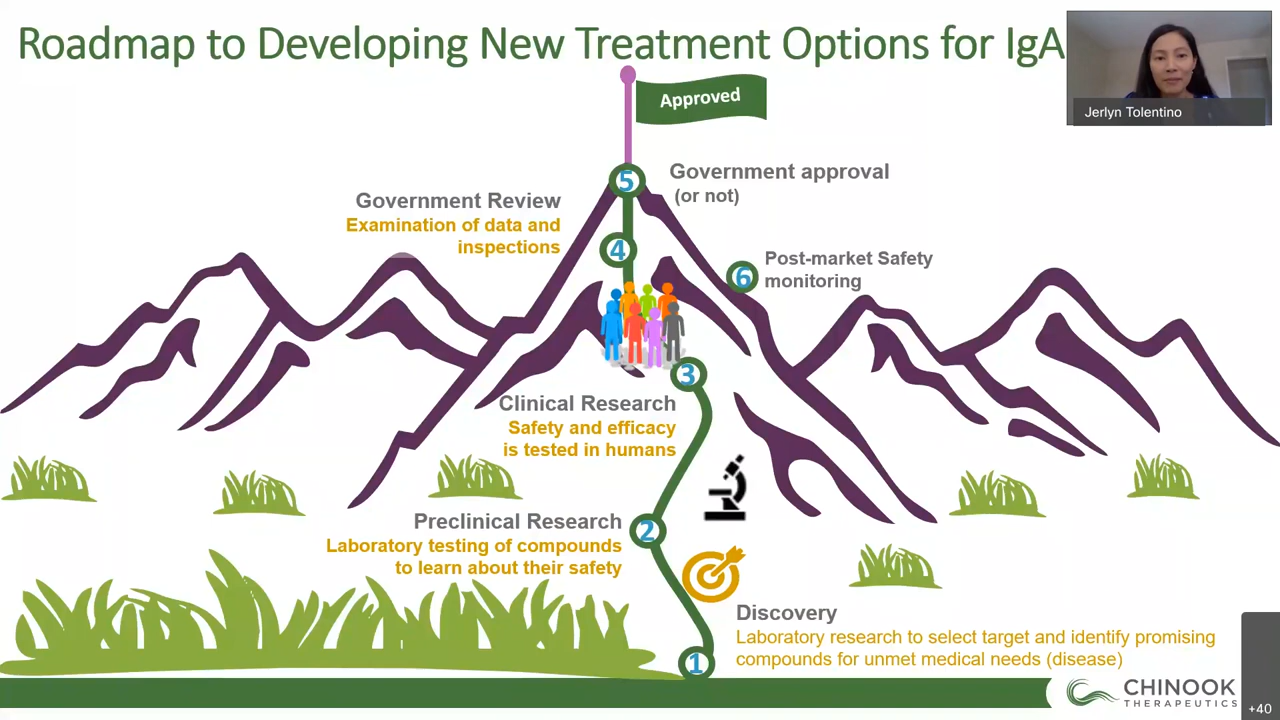 Roadmap to Developing New Treatment Options for IgA
Jerlyn Tolentino
Approved
5
Government approval
(or not)
Government Review
Examination of data and
inspections
4
6
Post-market Safety
monitoring
3
Clinical Research
Safety and efficacy
is tested in humans
Preclinical Research
Laboratory testing of compounds
to learn about their safety
2
Discovery
Laboratory research to select target and identify promising
compounds for unmet medical needs (disease)
1
CHINOOK
THERAPEUTICS
+40